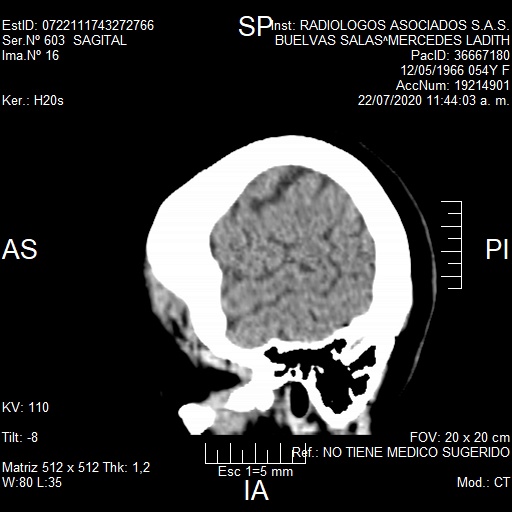 EstID: 0722111743272766
Ser.Nº 603 SAGITAL
Ima.Nº 16
Ker.: H20s
SP
Inst: RADIOLOGOS ASOCIADOS S.A.S.
BUELVAS SALAS^MERCEDES LADITH
PacID: 36667180
12/05/1966 054Y F
AccNum: 19214901
22/07/2020 11:44:03 a. m.
AS
PI
KV: 110
Tilt: -8
Matriz 512 x 512 Thk: 1,2
W:80 L:35
Esc 1=5 mm
IA
FOV: 20 x 20 cm
Ref.: NO TIENE MEDICO SUGERIDO
Mod.: CT